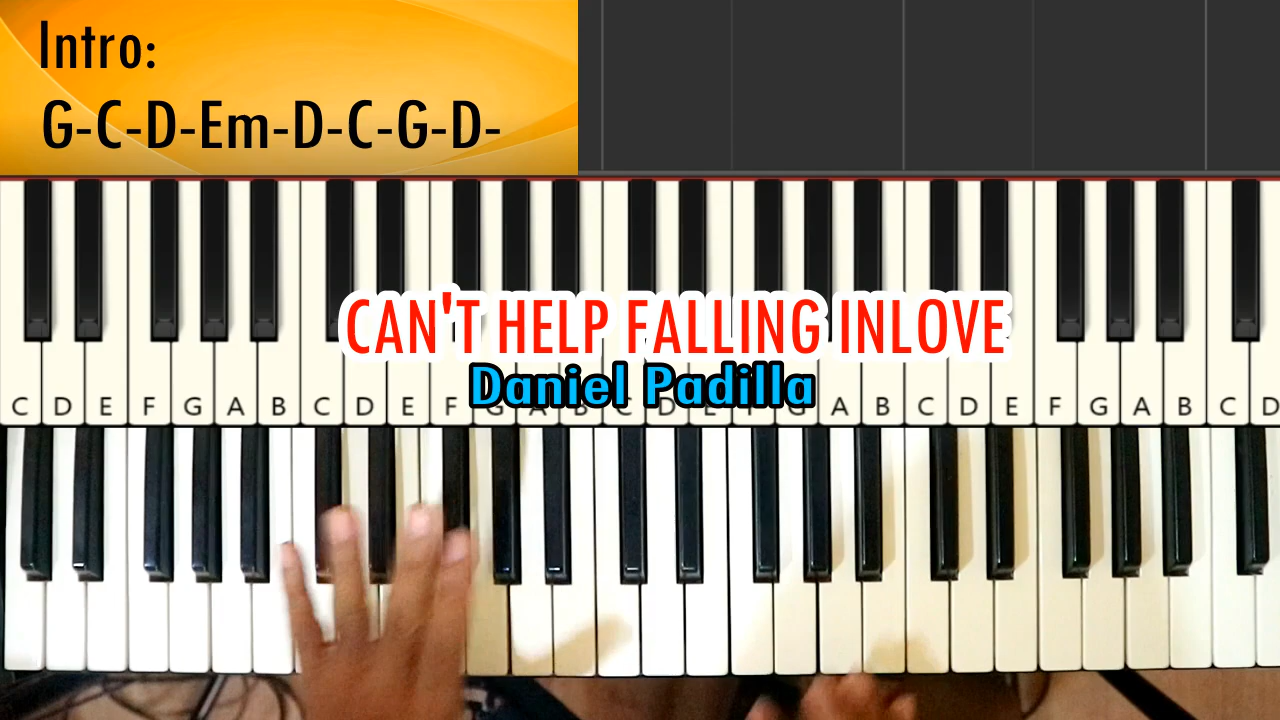 Intro:
G-C-D-Em-D-C-G-D-
CAN'T HELP FALLING INLOVE
Daniel Padilla
C D E F G A B C D E F G A B C D E F G A B C D E F G A B C D